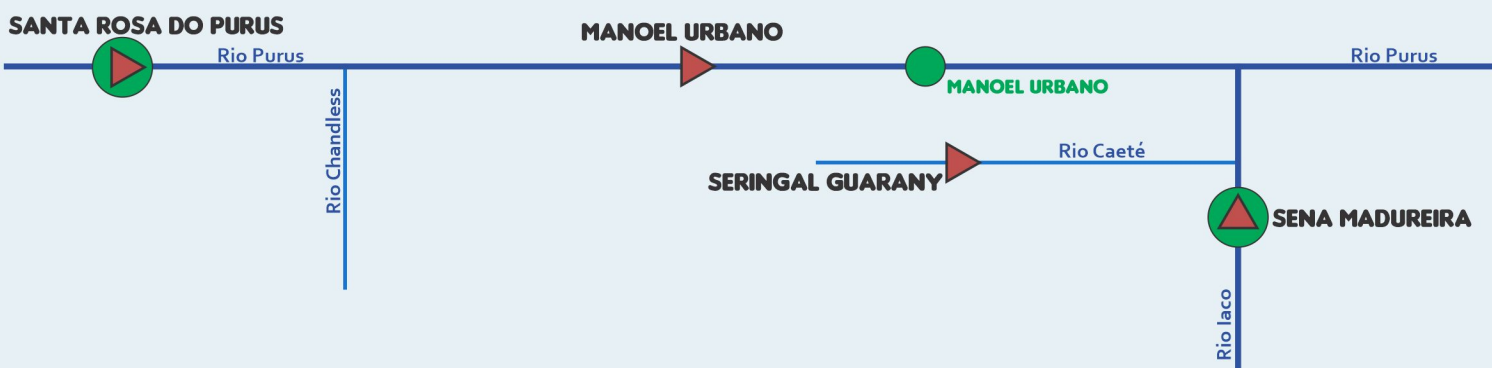 SANTA ROSA DO PURUS
MANOEL URBANO
Rio Purus
Rio Purus
MANOEL URBANO
Rio Chandless
Rio Caeté
SERINGAL GUARANY
SENA MADUREIRA
Rio Iaco